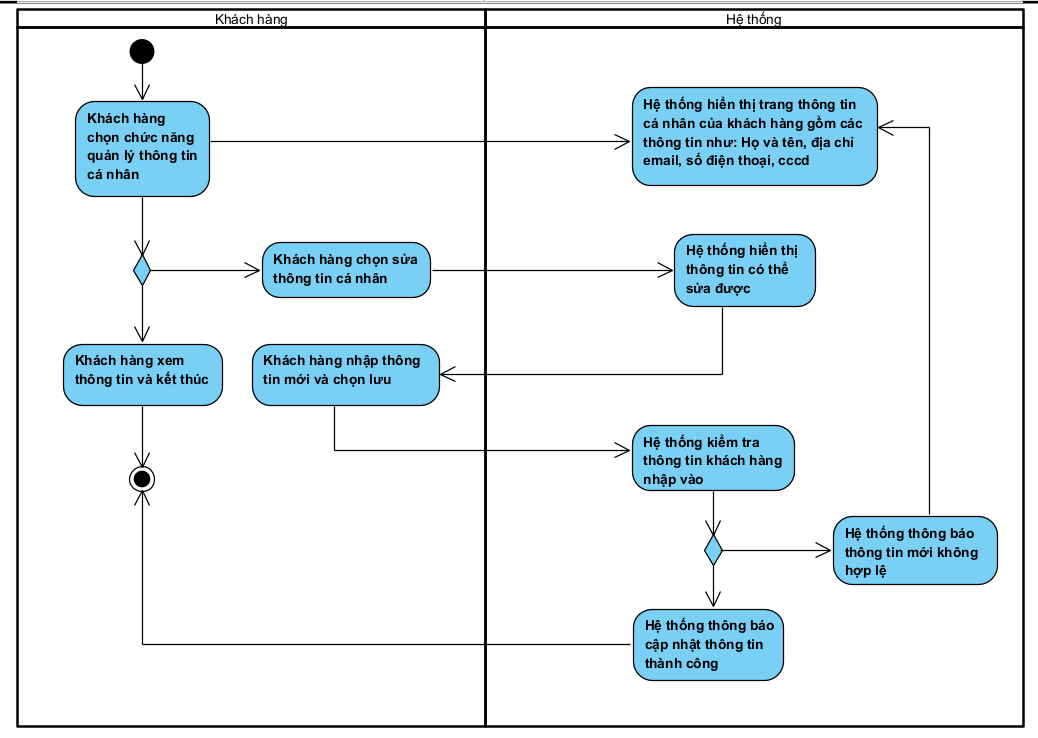 Khách hàng
Hệ thống
Khách hàng
chọn chức năng
quản lý thông tin
cá nhân
Hệ thống hiển thị trang thông tin
cá nhân của khách hàng gồm các
thông tin như: Họ và tên, địa chỉ
email, số điện thoại, cccd
Khách hàng chọn sửa
thông tin cá nhân
Hệ thống hiển thị
thông tin có thể
sửa được
Khách hàng xem
thông tin và kết thúc
Khách hàng nhập thông
tin mới và chọn lưu
Hệ thống kiểm tra
thông tin khách hàng
nhập vào
Hệ thống thông báo
thông tin mới không
hợp lệ
Hệ thống thông báo
cập nhật thông tin
thành công